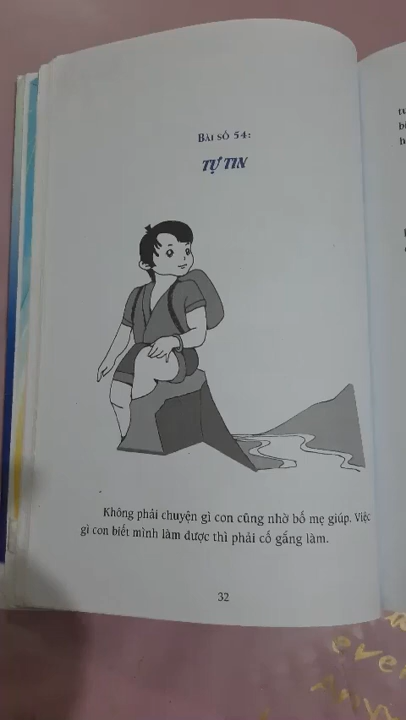 BÀI SỐ 54:
TỰ TIN
Không phải chuyện gì con cũng nhờ bố mẹ giúp. Việc
gì con biết mình làm được thì phải cố gắng làm.
32